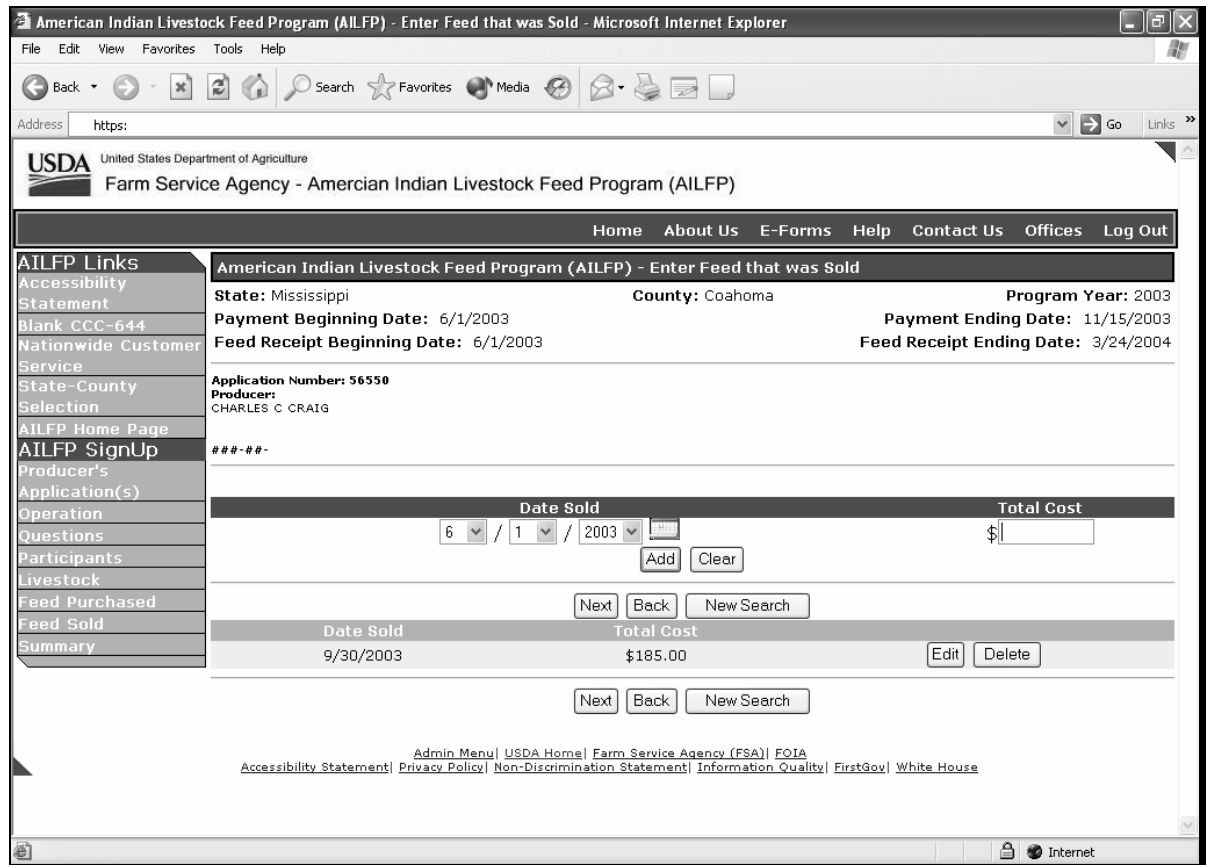 American Indian Livestock Feed Program (AILFP) - Enter Feed that was Sold - Microsoft Internet Explorer
File Edit View Favorites Tools Help
Back Search Favorites Media
Address https: Go Links »
USDA United States Department of Agriculture
Farm Service Agency - Amercian Indian Livestock Feed Program (AILFP)
Home About Us E-Forms Help Contact Us Offices Log Out
AILFP Links
Accessibility
Statement
Blank CCC-644
Nationwide Customer
Service
State-County
Selection
AILFP Home Page
AILFP SignUp
Producer's
Application(s)
Operation
Questions
Participants
Livestock
Feed Purchased
Feed Sold
Summary
American Indian Livestock Feed Program (AILFP) - Enter Feed that was Sold
State: Mississippi County: Coahoma Program Year: 2003
Payment Beginning Date: 6/1/2003 Payment Ending Date: 11/15/2003
Feed Receipt Beginning Date: 6/1/2003 Feed Receipt Ending Date: 3/24/2004
Application Number: 56550
Producer:
CHARLES C CRAIG
###-##-
Date Sold Total Cost
6 / 1 / 2003 $
Add Clear
Next Back New Search
Date Sold Total Cost
9/30/2003 $185.00 Edit Delete
Next Back New Search
Admin Menu| USDA Home| Farm Service Agency (FSA)| FOIA
Accessibility Statement| Privacy Policy| Non-Discrimination Statement| Information Quality| FirstGov| White House
Internet